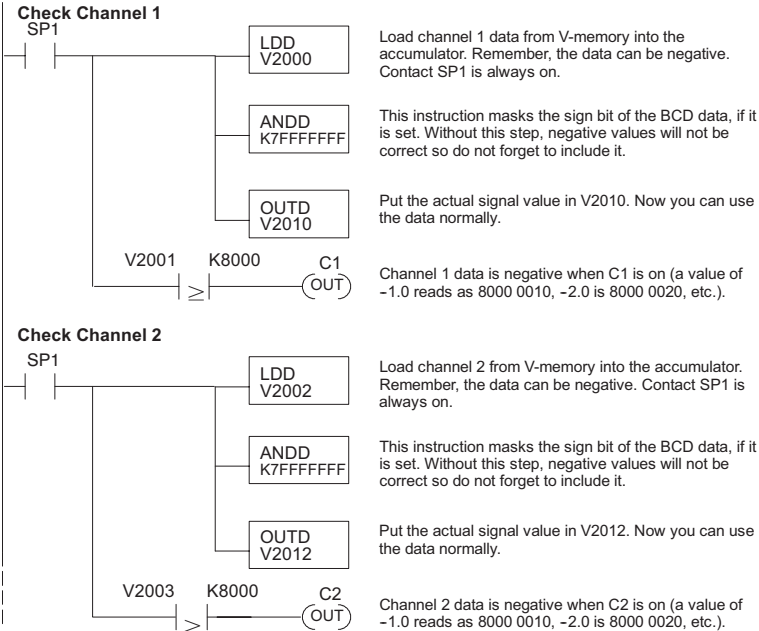 Check Channel 1
SP1
LDD
V2000
Load channel 1 data from V-memory into the
accumulator. Remember, the data can be negative.
Contact SP1 is always on.
ANDD
K7FFFFFFF
This instruction masks the sign bit of the BCD data, if it
is set. Without this step, negative values will not be
correct so do not forget to include it.
OUTD
V2010
Put the actual signal value in V2010. Now you can use
the data normally.
V2001 K8000 C1
≥ OUT
Channel 1 data is negative when C1 is on (a value of
-1.0 reads as 8000 0010, -2.0 is 8000 0020, etc.).
Check Channel 2
SP1
LDD
V2002
Load channel 2 from V-memory into the accumulator.
Remember, the data can be negative. Contact SP1 is
always on.
ANDD
K7FFFFFFF
This instruction masks the sign bit of the BCD data, if it
is set. Without this step, negative values will not be
correct so do not forget to include it.
OUTD
V2012
Put the actual signal value in V2012. Now you can use
the data normally.
V2003 K8000 C2
≥ OUT
Channel 2 data is negative when C2 is on (a value of
-1.0 reads as 8000 0010, -2.0 is 8000 0020, etc.).